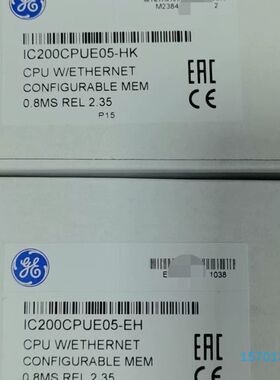 M2384 2
IC200CPUE05-HK
CPU W/ETHERNET
CONFIGURABLE MEM
0.8MS REL 2.35
P15
EAC
CE
GE
E 1038
IC200CPUE05-EH
CPU W/ETHERNET
CONFIGURABLE MEM
0.8MS REL 2.35
EAC
CE